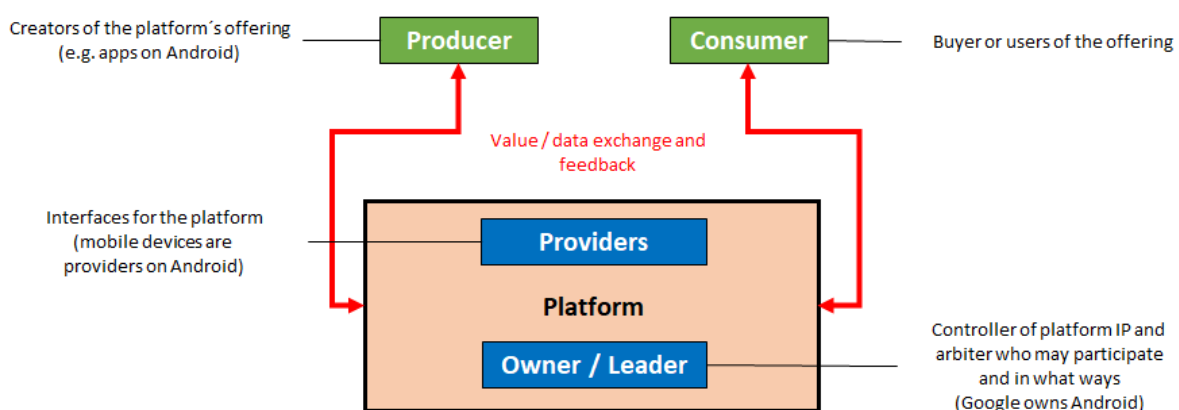 Creators of the platform´s offering
(e.g. apps on Android)
Producer
Consumer
Buyer or users of the offering
Value / data exchange and
feedback
Interfaces for the platform
(mobile devices are
providers on Android)
Providers
Platform
Owner / Leader
Controller of platform IP and
arbiter who may participate
and in what ways
(Google owns Android)